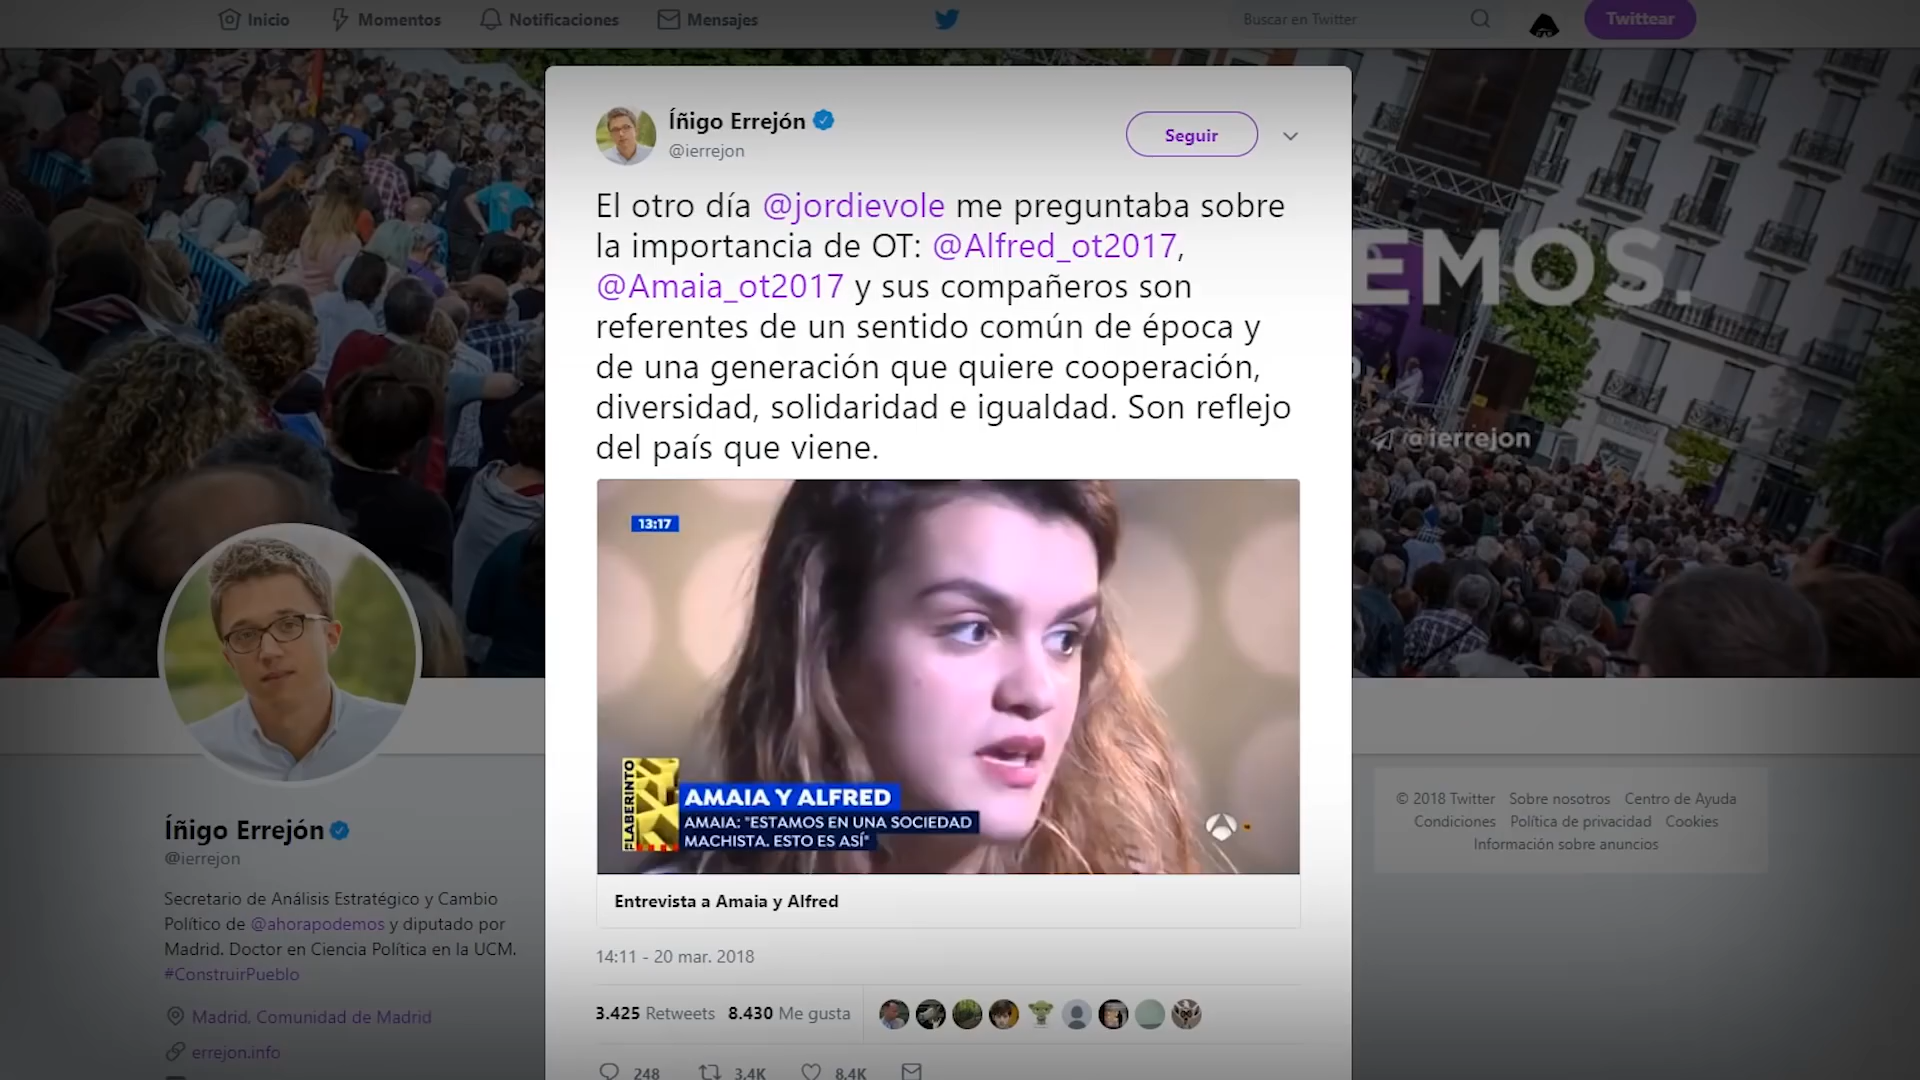 Inicio
Momentos
Notificaciones
Mensajes
Buscar en Twitter
Twittear
Íñigo Errejón
@ierrejon
Seguir
El otro día @jordievole me preguntaba sobre
la importancia de OT: @Alfred_ot2017,
@Amaia_ot2017 y sus compañeros son
referentes de un sentido común de época y
de una generación que quiere cooperación,
diversidad, solidaridad e igualdad. Son reflejo
del país que viene.
EMOS.
@ierrejon
13:17
ELABERINTO
AMAIA Y ALFRED
AMAIA: "ESTAMOS EN UNA SOCIEDAD
MACHISTA. ESTO ES ASÍ"
Entrevista a Amaia y Alfred
14:11 - 20 mar. 2018
3.425 Retweets 8.430 Me gusta
248 3,4K 8,4K
Íñigo Errejón
@ierrejon
Secretario de Análisis Estratégico y Cambio
Político de @ahorapodemos y diputado por
Madrid. Doctor en Ciencia Política en la UCM.
#ConstruirPueblo
Madrid, Comunidad de Madrid
errejon.info
© 2018 Twitter Sobre nosotros Centro de Ayuda
Condiciones Política de privacidad Cookies
Información sobre anuncios